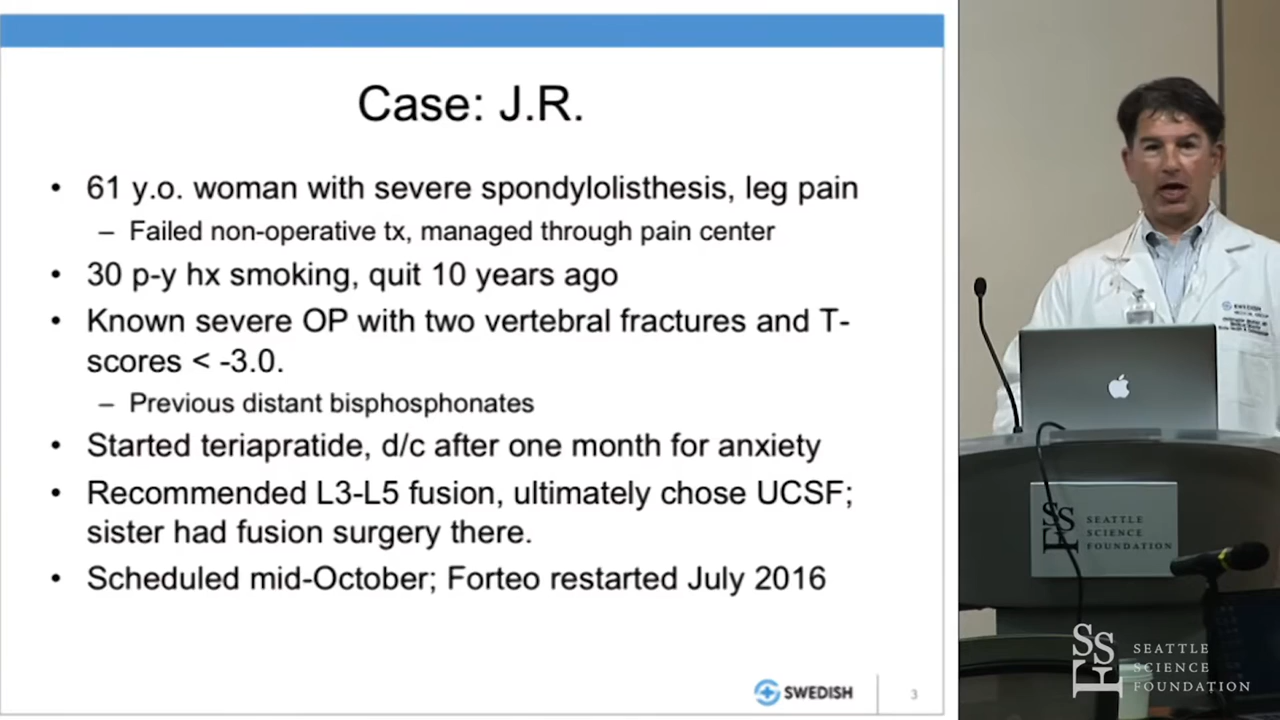 Case: J.R.
• 61 y.o. woman with severe spondylolisthesis, leg pain
– Failed non-operative tx, managed through pain center
• 30 p-y hx smoking, quit 10 years ago
• Known severe OP with two vertebral fractures and T-
scores < -3.0.
– Previous distant bisphosphonates
• Started teriapratide, d/c after one month for anxiety
• Recommended L3-L5 fusion, ultimately chose UCSF;
sister had fusion surgery there.
• Scheduled mid-October; Forteo restarted July 2016
SWEDISH
3
SWEDISH
SSF
SEATTLE
SCIENCE
FOUNDATION
SSF
SEATTLE
SCIENCE
FOUNDATION